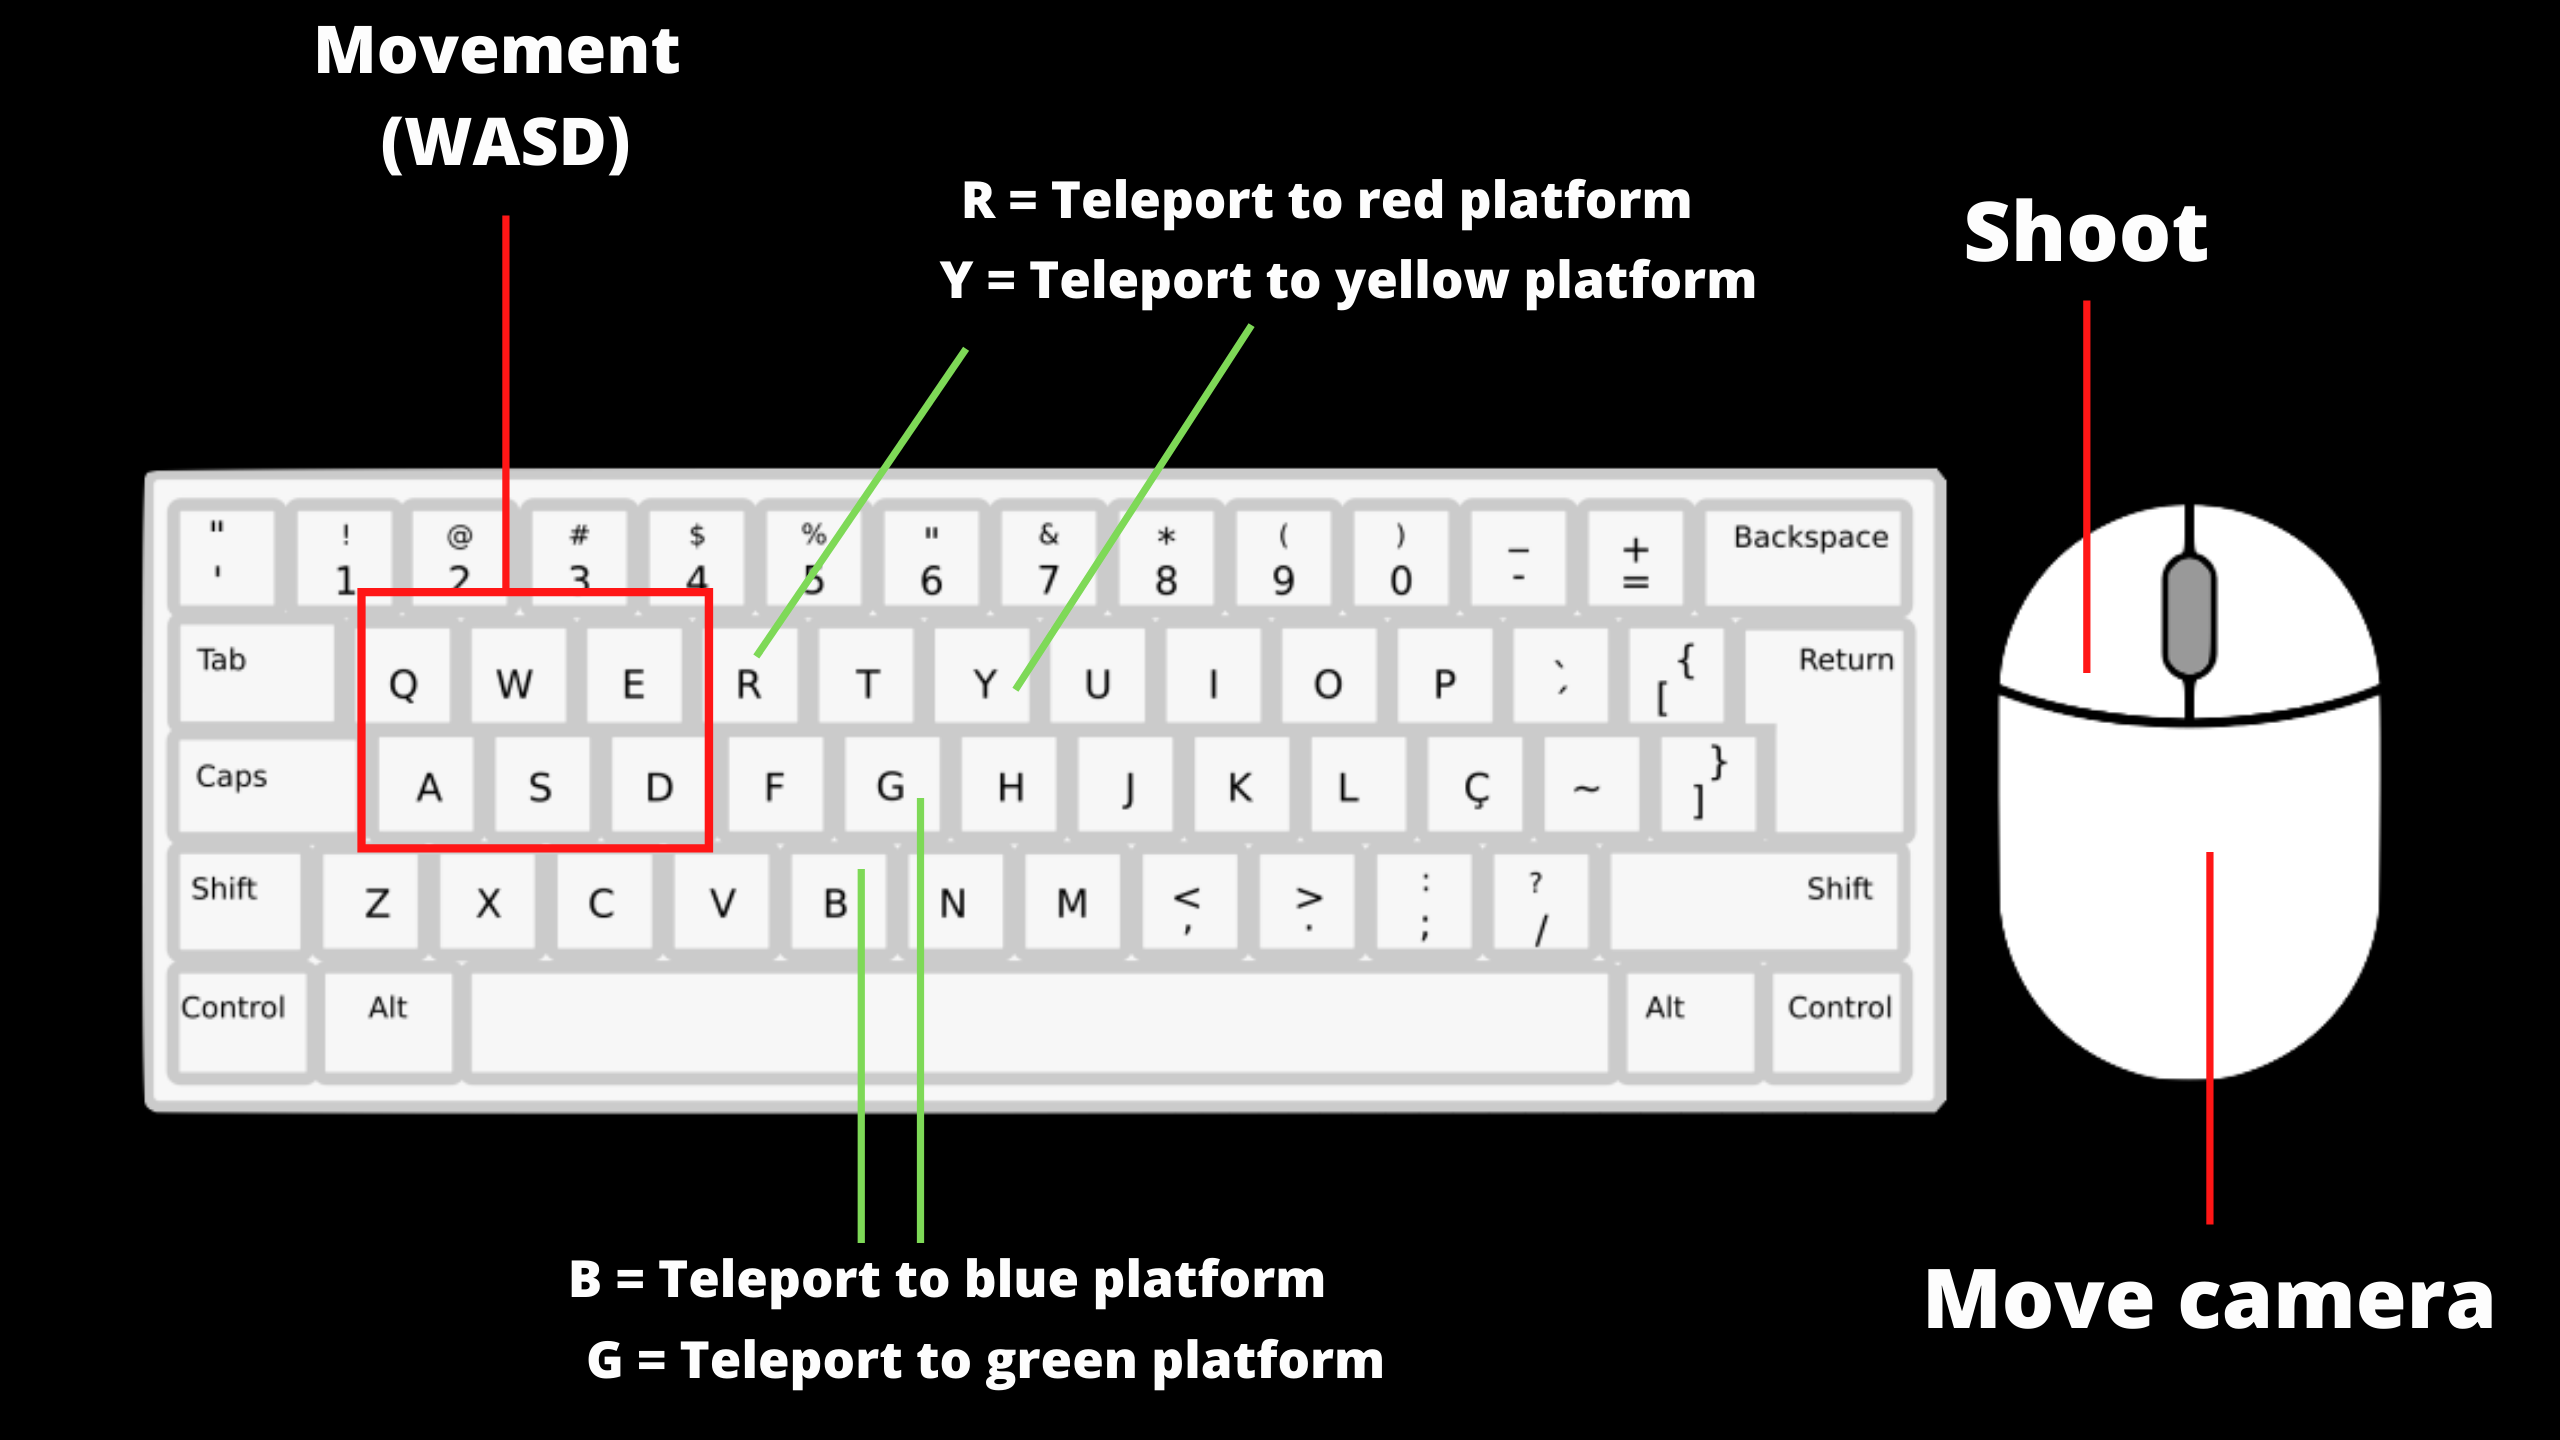 Movement
(WASD)
R = Teleport to red platform
Y = Teleport to yellow platform
Shoot
" ! @ # $ % " & * ( ) _ + Backspace
' 1 2 3 4 5 6 7 8 9 0 - =
Tab Q W E R T Y U I O P ` ´ { [ Return
Caps A S D F G H J K L Ç ~ } ]
Shift Z X C V B N M < , > . : ; ? / Shift
Control Alt Alt Control
B = Teleport to blue platform
G = Teleport to green platform
Move camera